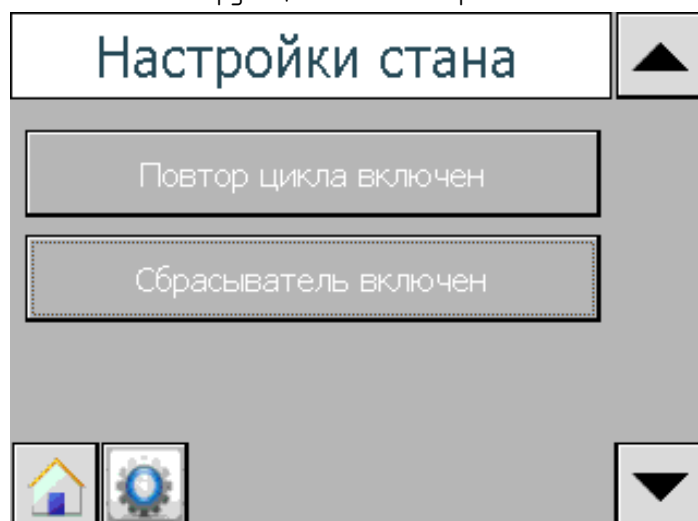 Настройки стана
Повтор цикла включен
Сбрасыватель включен